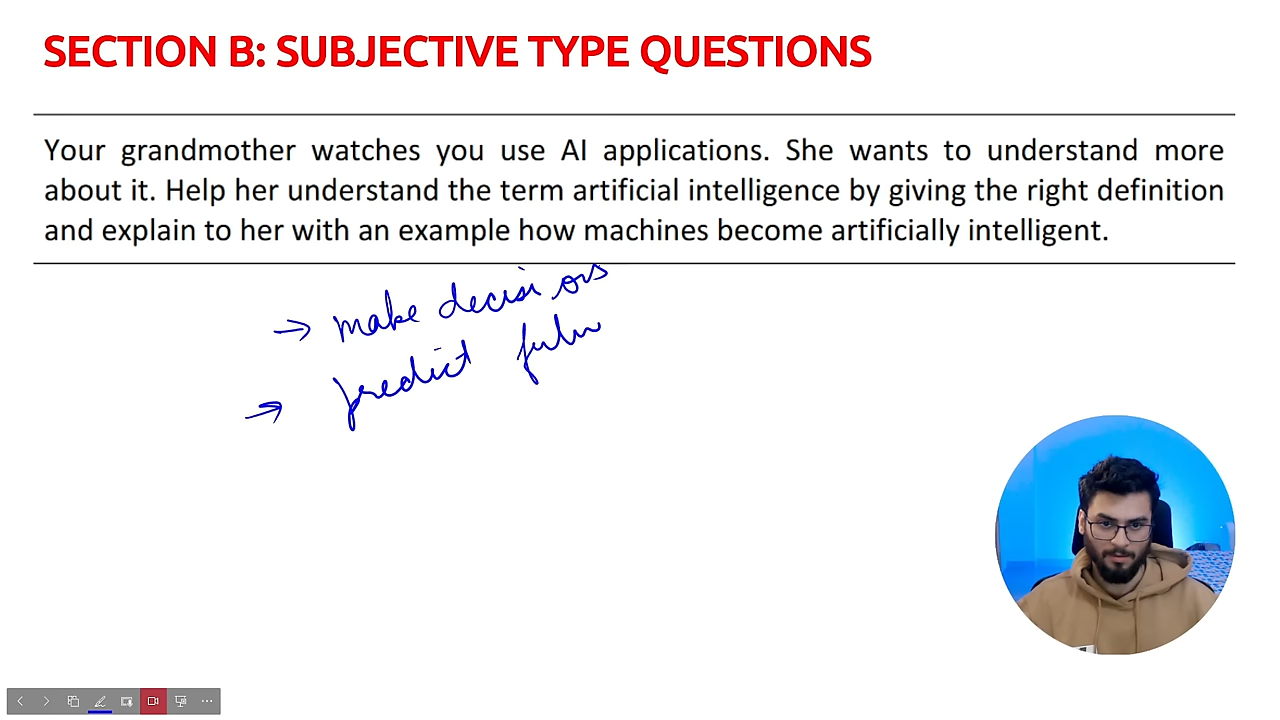 SECTION B: SUBJECTIVE TYPE QUESTIONS
Your grandmother watches you use AI applications. She wants to understand more
about it. Help her understand the term artificial intelligence by giving the right definition
and explain to her with an example how machines become artificially intelligent.
→ make decisions
→ predict